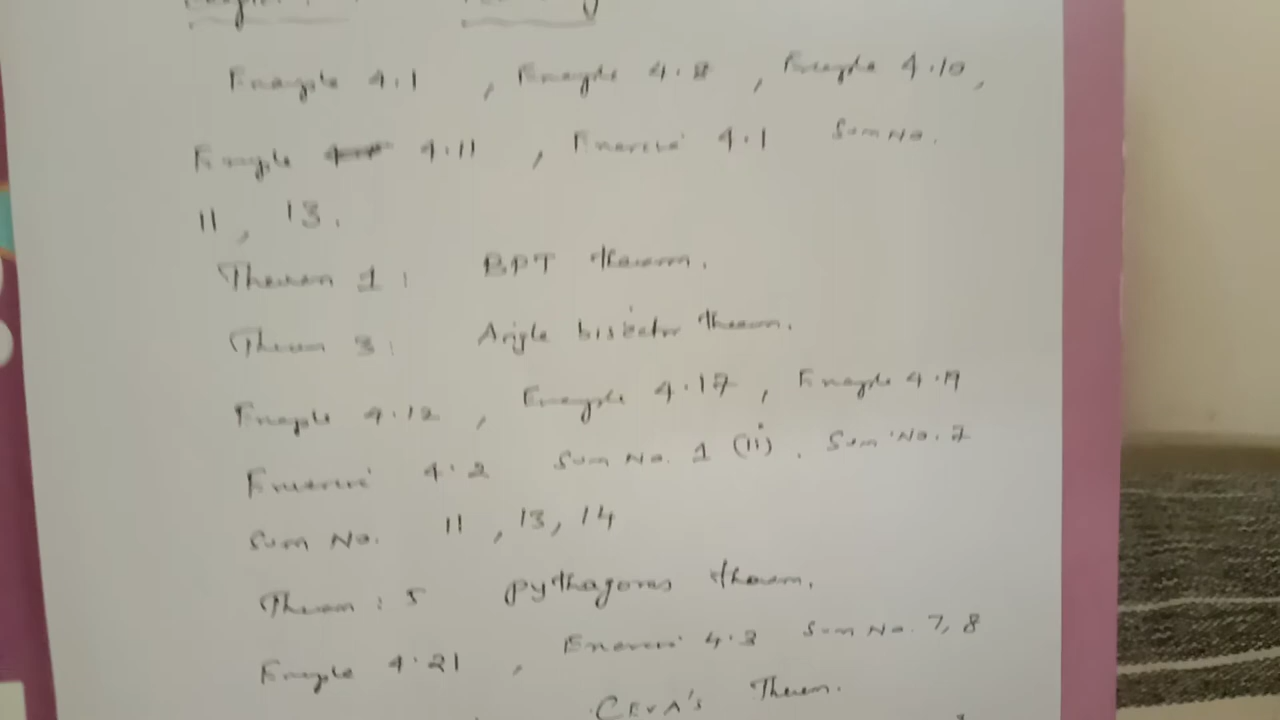 Example 4.1 , Example 4.8 , Example 4.10 ,
Example 4.11 , Exercise 4.1 Sum No.
11 , 13 .
Theorem 1 : BPT theorem .
Theorem 3 : Angle bisector theorem .
Example 4.12 , Example 4.17 , Example 4.19
Exercise 4.2 Sum No. 1 (ii) . Sum No. 7
Sum No. 11 , 13 , 14
Theorem : 5 Pythagoras theorem .
Example 4.21 , Exercise 4.3 Sum No. 7, 8
CEVA's Theorem .